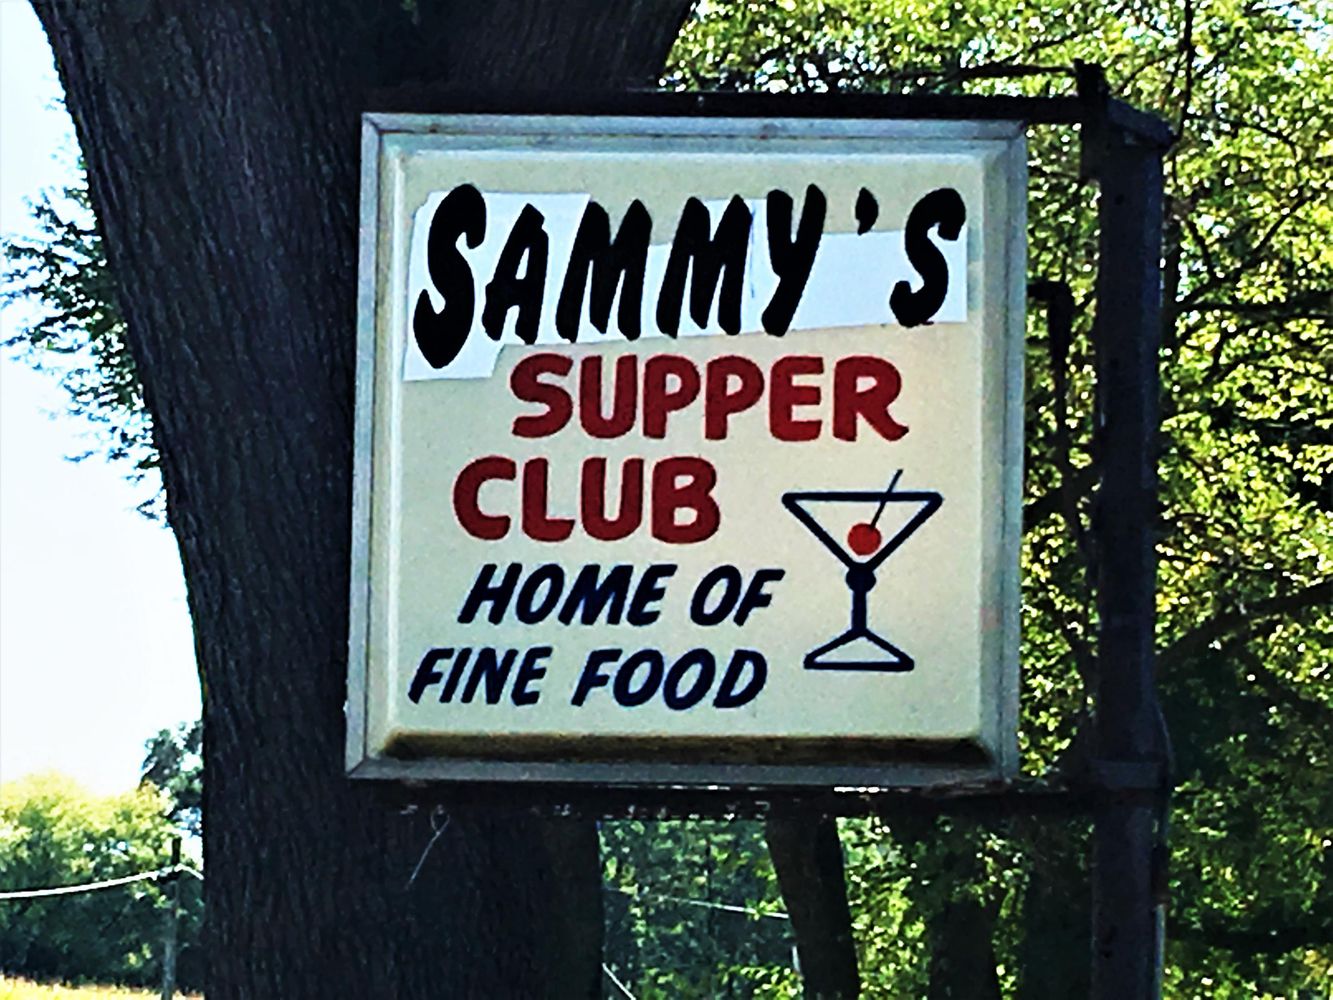 SAMMY'S
SUPPER
CLUB
HOME OF
FINE FOOD